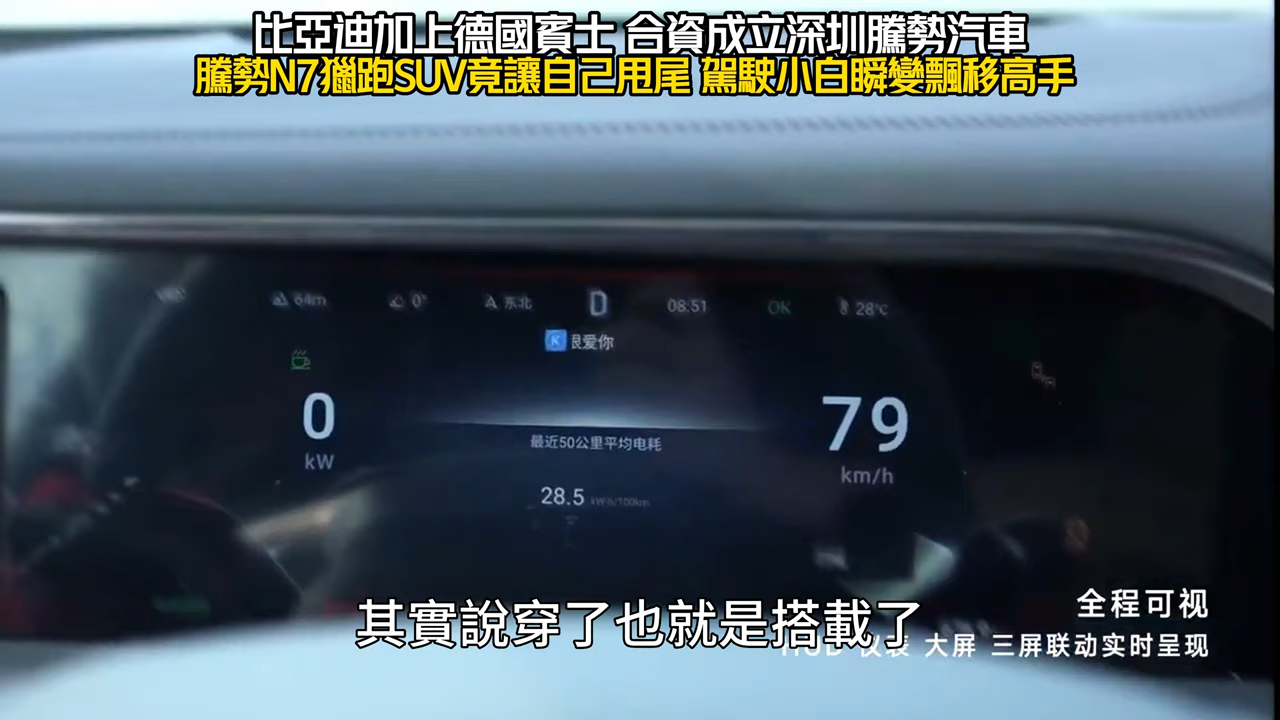 比亞迪加上德國賓士 合資成立深圳騰勢汽車
騰勢N7獵跑SUV竟讓自己甩尾 駕駛小白瞬變飄移高手
64m 0° 东北 D 08:51 OK 28℃
K 很爱你
0 79
kW km/h
最近50公里平均电耗
28.5 kWh/100km
全程可视
其實說穿了也就是搭載了
仪表 大屏 三屏联动实时呈现